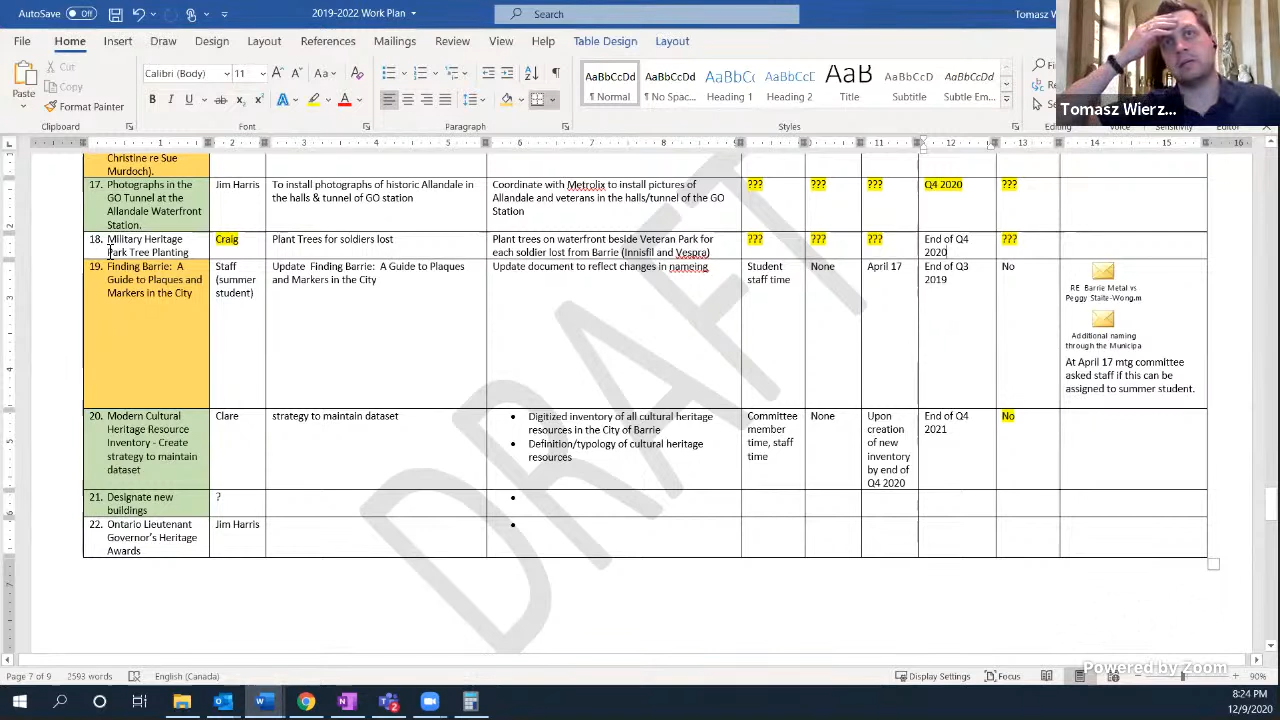 AutoSave Off
2019-2022 Work Plan
Search
Tomasz W
File Home Insert Draw Design Layout References Mailings Review View Help Table Design Layout
Paste
Cut
Copy
Format Painter
Calibri (Body) 11
AaBbCcDd AaBbCcDd AaBbC AaBbCc AaB AaBbCcD AaBbCcDd
¶ Normal ¶ No Spac... Heading 1 Heading 2 Title Subtitle Subtle Em...
Tomasz Wierz...
Clipboard Font Paragraph Styles Editing
Christine re Sue
Murdoch).
17. Photographs in the
GO Tunnel at the
Allandale Waterfront
Station.
Jim Harris
To install photographs of historic Allandale in
the halls & tunnel of GO station
Coordinate with Metrolix to install pictures of
Allandale and veterans in the halls/tunnel of the GO
Station
???
???
???
Q4 2020
???
18. Military Heritage
Park Tree Planting
Craig
Plant Trees for soldiers lost
Plant trees on waterfront beside Veteran Park for
each soldier lost from Barrie (Innisfil and Vespra)
???
???
???
End of Q4
2020
???
19. Finding Barrie: A
Guide to Plaques and
Markers in the City
Staff
(summer
student)
Update Finding Barrie: A Guide to Plaques
and Markers in the City
Update document to reflect changes in nameing
Student
staff time
None
April 17
End of Q3
2019
No
RE Barrie Metal vs
Peggy Staite-Wong.m
Additional naming
through the Municipa
At April 17 mtg committee
asked staff if this can be
assigned to summer student.
20. Modern Cultural
Heritage Resource
Inventory - Create
strategy to maintain
dataset
Clare
strategy to maintain dataset
• Digitized inventory of all cultural heritage
resources in the City of Barrie
• Definition/typology of cultural heritage
resources
Committee
member
time, staff
time
None
Upon
creation
of new
inventory
by end of
Q4 2020
End of Q4
2021
No
21. Designate new
buildings
?
•
22. Ontario Lieutenant
Governor's Heritage
Awards
Jim Harris
•
DRAFT
Powered by Zoom
Page 7 of 9 2593 words English (Canada) Display Settings Focus 90%
8:24 PM
12/9/2020